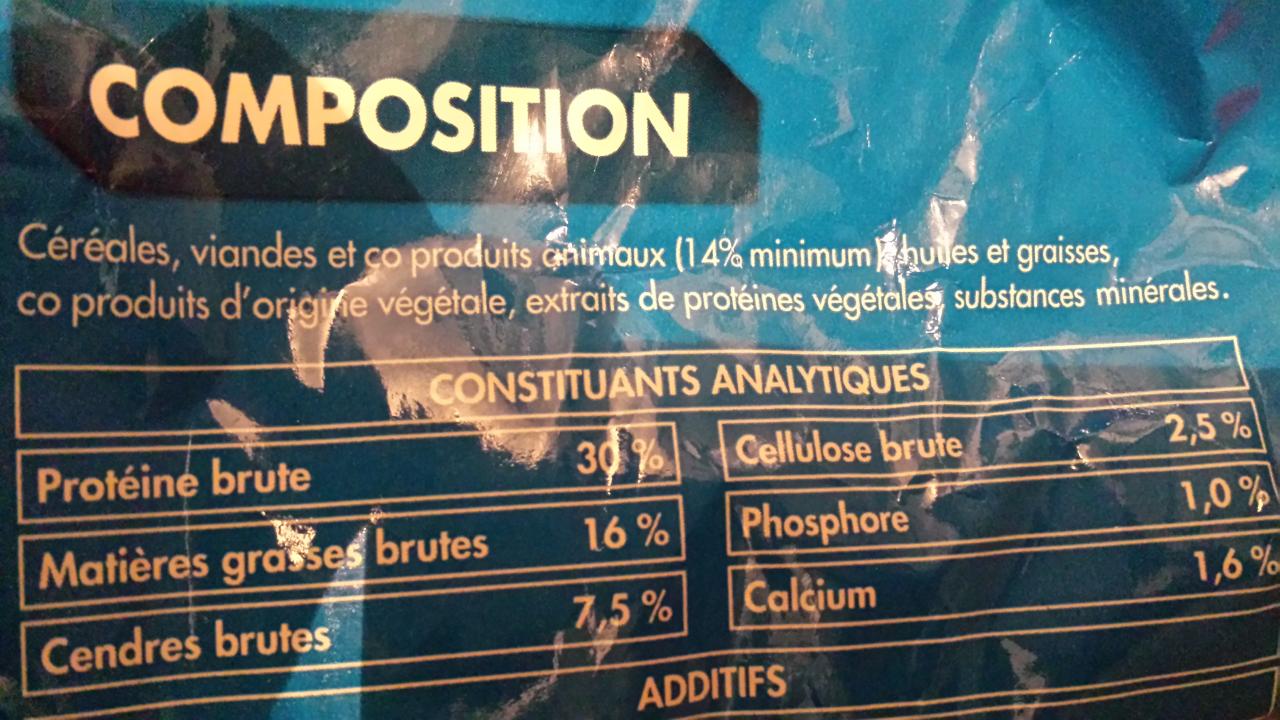 COMPOSITION
Céréales, viandes et co produits animaux (14% minimum), huiles et graisses,
co produits d'origine végétale, extraits de protéines végétales, substances minérales.
CONSTITUANTS ANALYTIQUES
Protéine brute 30 %
Matières grasses brutes 16 %
Cendres brutes 7,5 %
Cellulose brute 2,5 %
Phosphore 1,0 %
Calcium 1,6 %
ADDITIFS